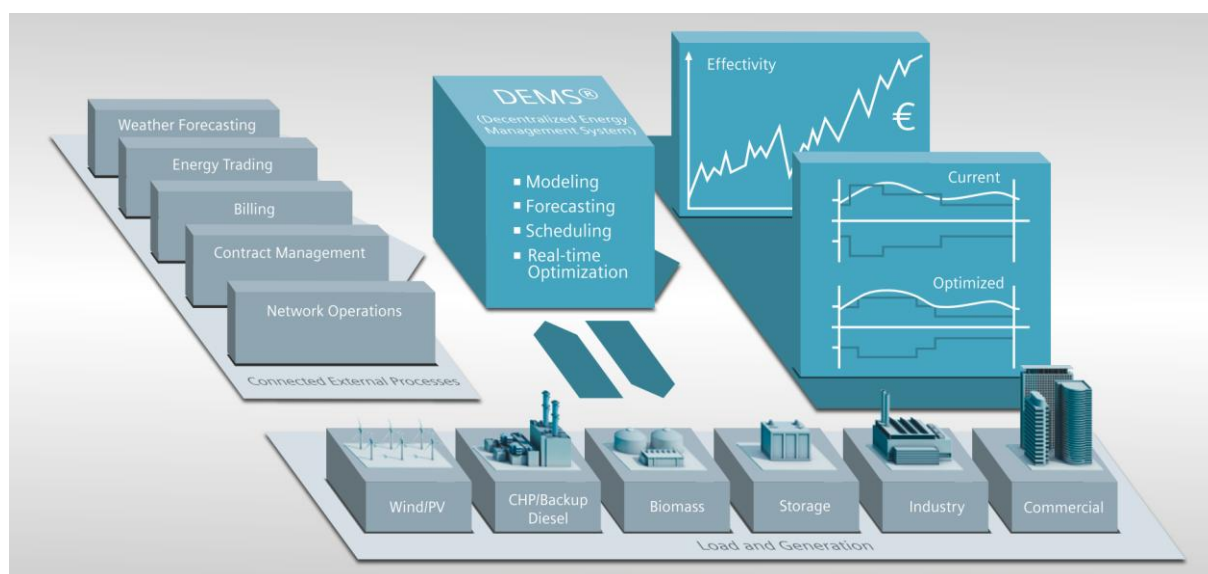 Weather Forecasting
Energy Trading
Billing
Contract Management
Network Operations
Connected External Processes
DEMS®
(Decentralized Energy
Management System)
▪ Modeling
▪ Forecasting
▪ Scheduling
▪ Real-time
Optimization
Effectivity
€
Current
Optimized
Wind/PV
CHP/Backup
Diesel
Biomass
Storage
Industry
Commercial
Load and Generation